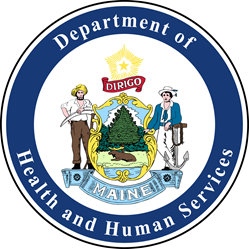 Department of
DIRIGO
MAINE
Health and Human Services